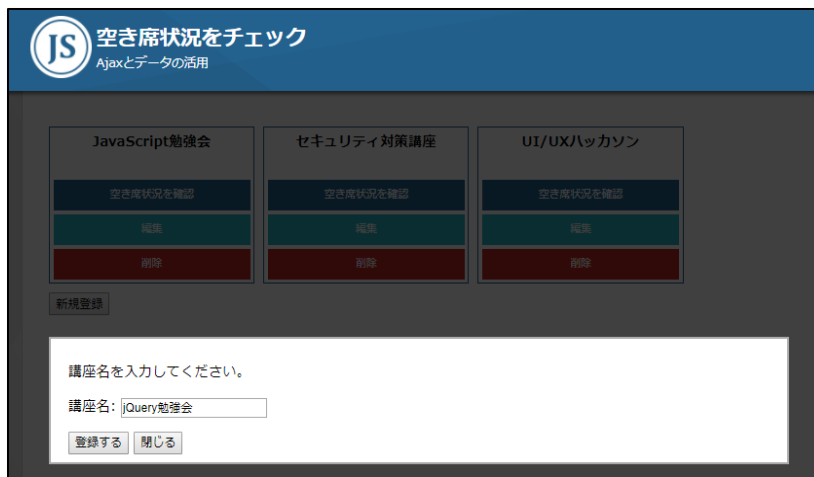 JS
空き席状況をチェック
Ajaxとデータの活用
JavaScript勉強会 セキュリティ対策講座 UI/UXハッカソン
空き席状況を確認 空き席状況を確認 空き席状況を確認
編集 編集 編集
削除 削除 削除
新規登録
講座名を入力してください。
講座名: jQuery勉強会
登録する 閉じる